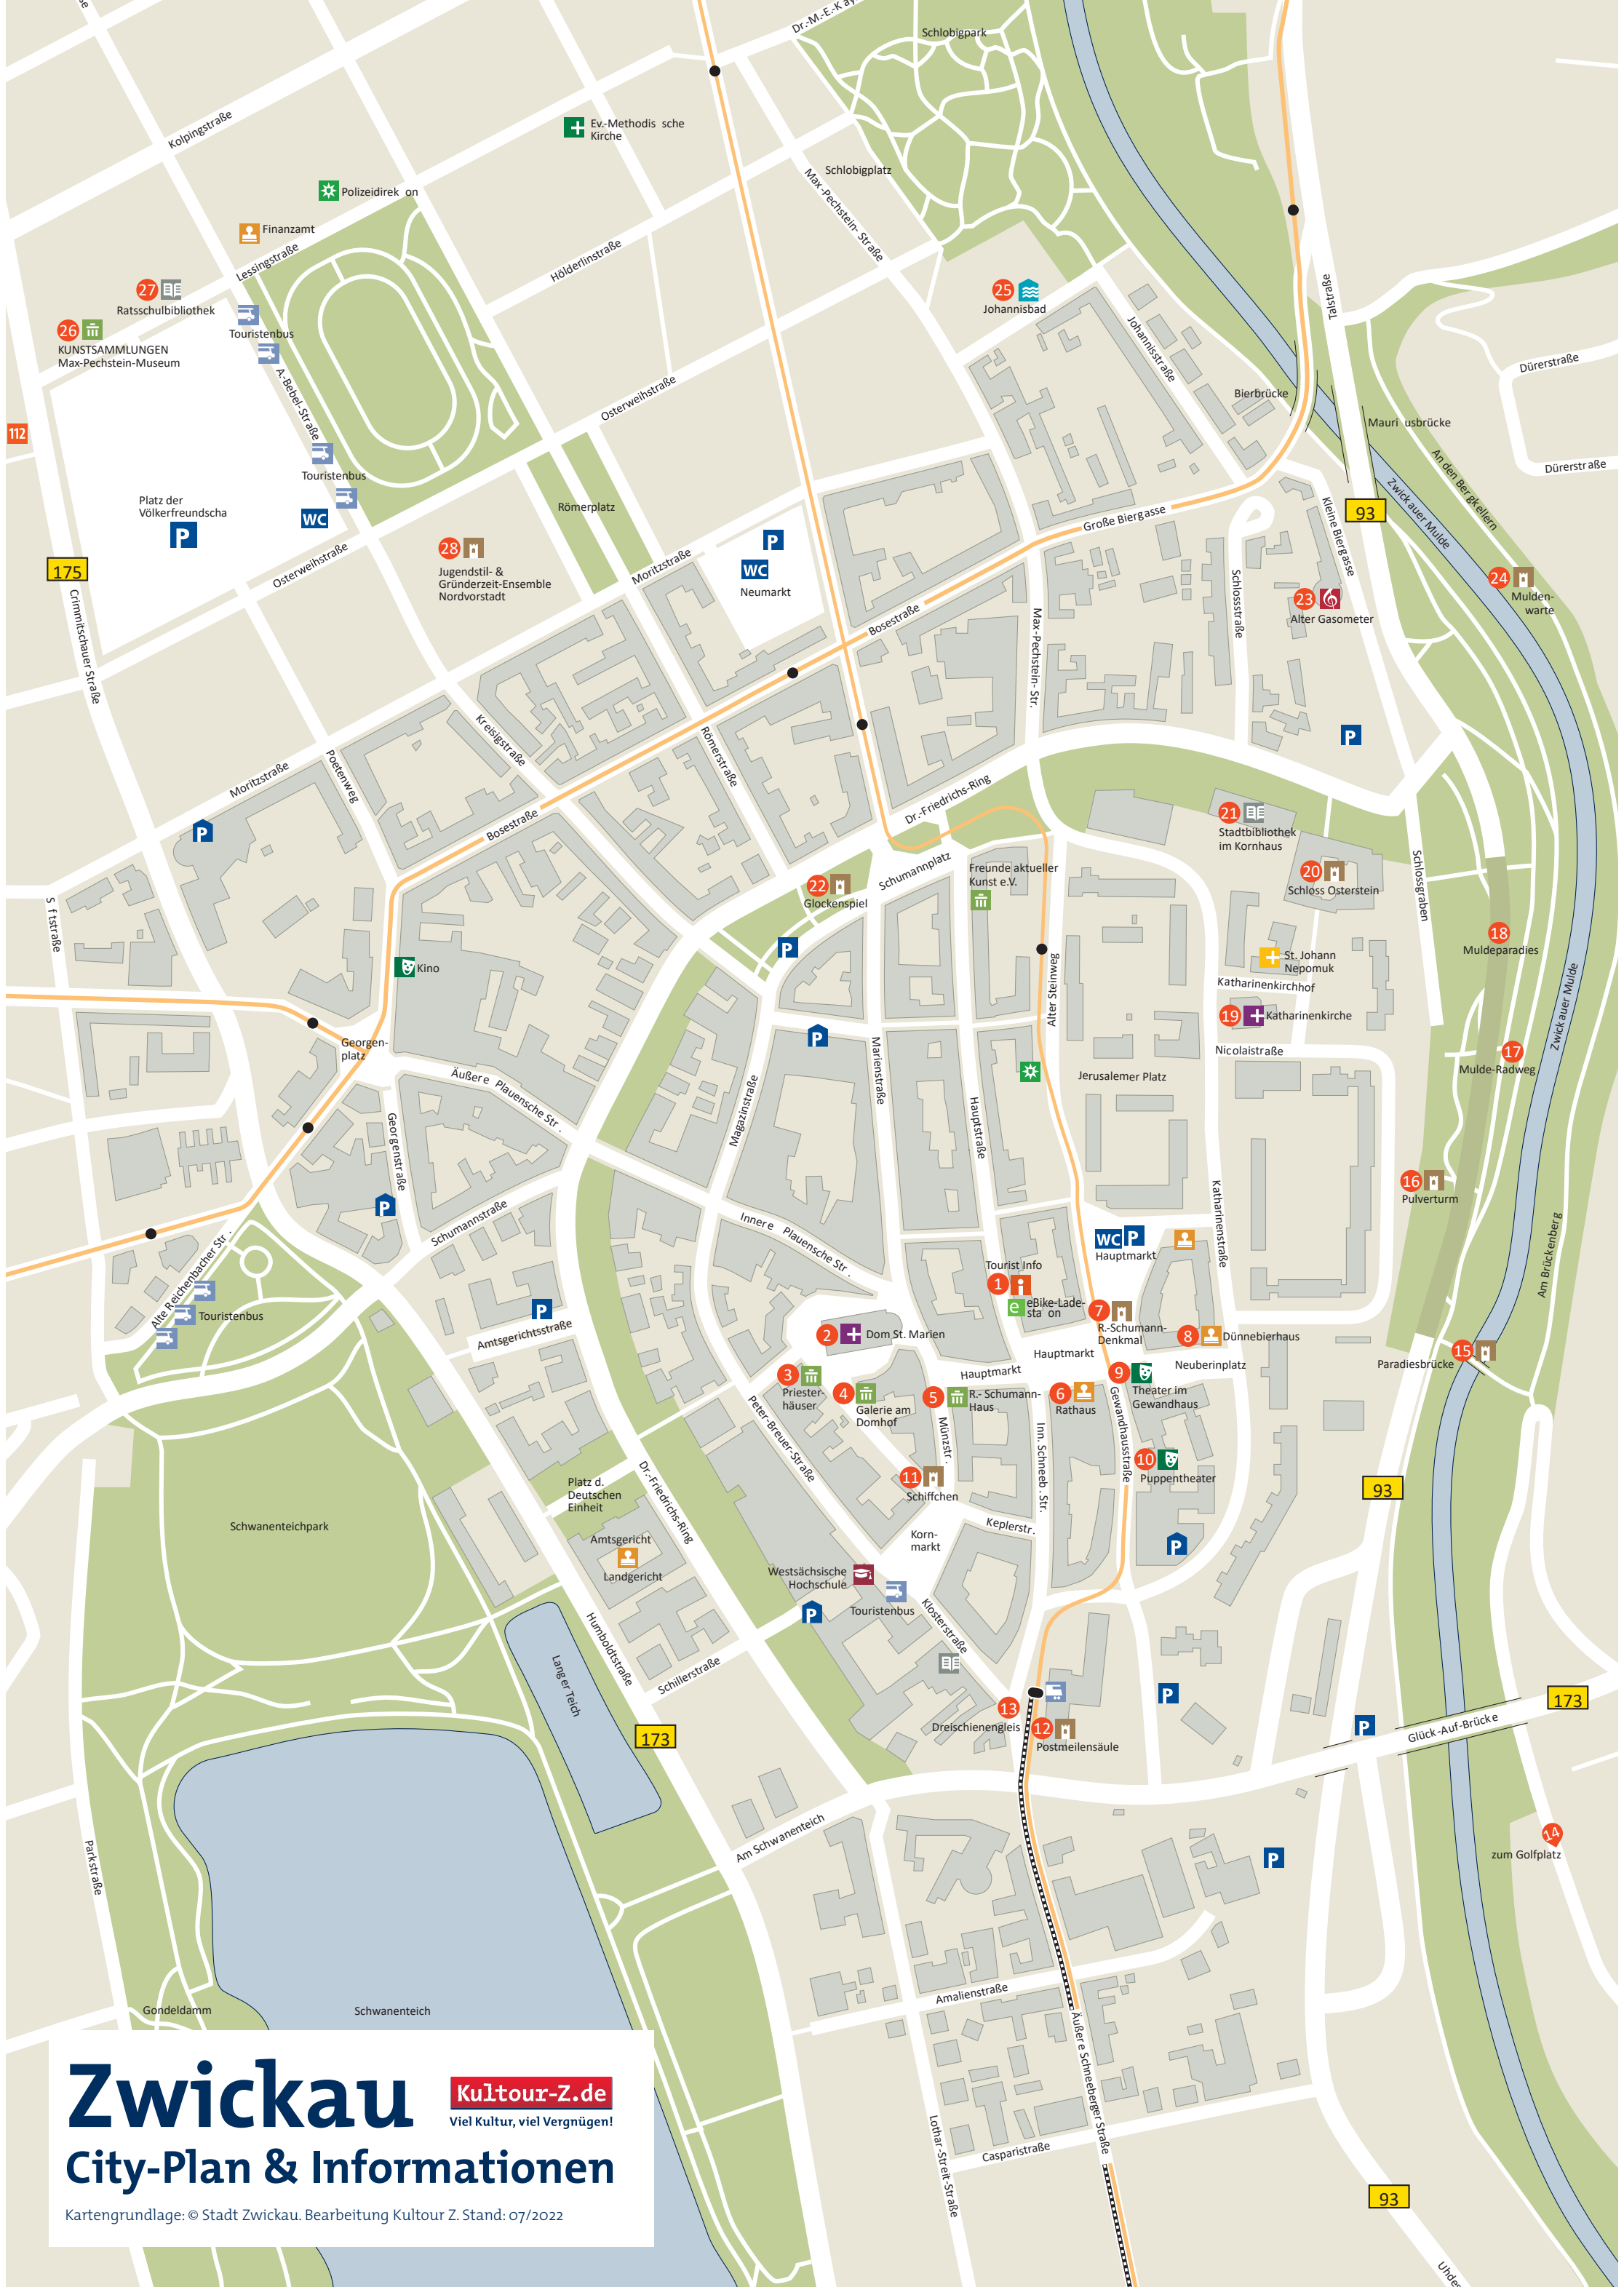 Dr.-M.-E.-Kay
Schlobigpark
Kolpingstraße
Ev.-Methodis sche
Kirche
Schlobigplatz
Max-Pechstein-Straße
Polizeidirek on
Finanzamt
Lessingstraße
Hölderlinstraße
27
Ratsschulbibliothek
26
KUNSTSAMMLUNGEN
Max-Pechstein-Museum
Touristenbus
A.-Bebel-Straße
25
Johannisbad
Johannisstraße
Talstraße
Dürerstraße
Bierbrücke
Mauri usbrücke
Dürerstraße
An den Bergkellern
Zwickauer Mulde
112
Osterweihstraße
Touristenbus
Platz der
Völkerfreundscha
P
WC
Römerplatz
93
Große Biergasse
Kleine Biergasse
175
Osterweihstraße
28
Jugendstil- &
Gründerzeit-Ensemble
Nordvorstadt
Moritzstraße
P
WC
Neumarkt
Bosestraße
Max-Pechstein-Str.
Schlossstraße
23
Alter Gasometer
24
Mulden-
warte
Crimmitschauer Straße
Kreisigstraße
Römerstraße
P
Moritzstraße
Poetenweg
P
Bosestraße
Dr.-Friedrichs-Ring
21
Stadtbibliothek
im Kornhaus
Schumannplatz
Freunde aktueller
Kunst e.V.
22
Glockenspiel
20
Schloss Osterstein
Schlossgraben
S ftstraße
P
Kino
18
Muldeparadies
St. Johann
Nepomuk
Katharinenkirchhof
19
Katharinenkirche
Alter Steinweg
Zwickauer Mulde
Georgen-
platz
P
Marienstraße
Nicolaistraße
17
Mulde-Radweg
Äußere Plauensche Str.
Jerusalemer Platz
Georgenstraße
Magazinstraße
Hauptstraße
16
Pulverturm
P
Schumannstraße
Innere Plauensche Str.
Katharinenstraße
WC P
Hauptmarkt
Am Brückenberg
Alte Reichenbacher Str.
Touristenbus
Tourist Info
1
e
eBike-Lade-
sta on
P
Amtsgerichtsstraße
2
Dom St. Marien
7
R.-Schumann-
Denkmal
8
Dünnebierhaus
Hauptmarkt
Neuberinplatz
15
Paradiesbrücke
3
Priester-
häuser
4
Galerie am
Domhof
Hauptmarkt
5
R.- Schumann-
Haus
6
Rathaus
9
Theater im
Gewandhaus
Peter-Breuer-Straße
Münzstr.
Inn. Schneeb. Str.
Gewandhausstraße
10
Puppentheater
11
Schiffchen
93
Platz d.
Deutschen
Einheit
Dr.-Friedrichs-Ring
Schwanenteichpark
Amtsgericht
Landgericht
Korn-
markt
Keplerstr.
P
Westsächsische
Hochschule
Touristenbus
P
Klosterstraße
Humboldtstraße
Langer Teich
Schillerstraße
13
Dreischienengleis
12
Postmeilensäule
P
P
173
Glück-Auf-Brücke
173
Am Schwanenteich
Parkstraße
P
14
zum Golfplatz
Amalienstraße
Gondeldamm
Schwanenteich
Äußere Schneeberger Straße
Lothar-Streit-Straße
Casparistraße
93
Uhdes
Zwickau
Kultour-Z.de
Viel Kultur, viel Vergnügen!
City-Plan & Informationen
Kartengrundlage: © Stadt Zwickau. Bearbeitung Kultour Z. Stand: 07/2022